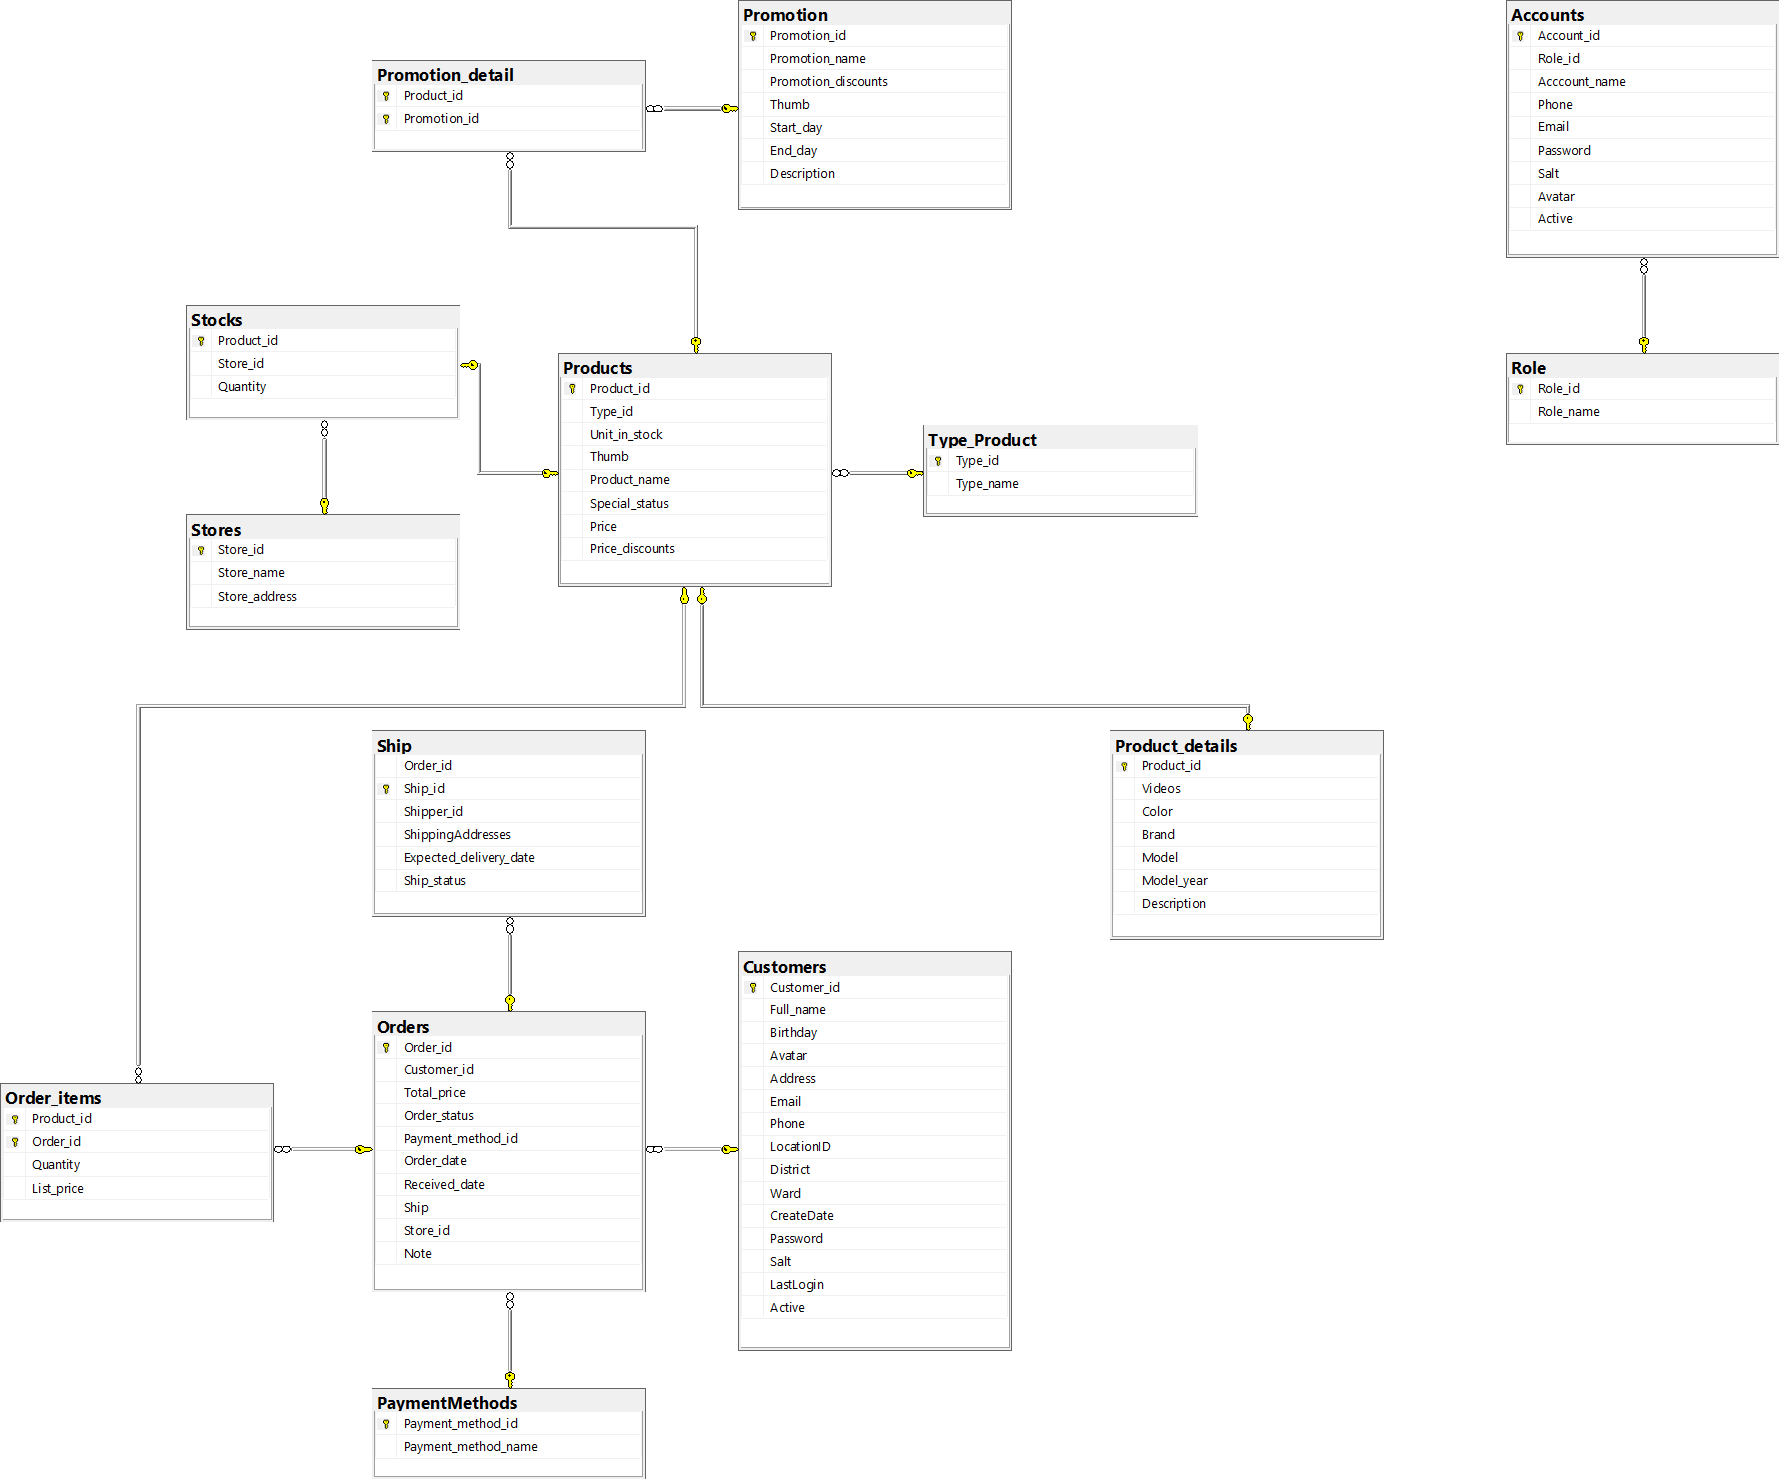 Promotion
Promotion_id
Promotion_name
Promotion_discounts
Thumb
Start_day
End_day
Description
Accounts
Account_id
Role_id
Acccount_name
Phone
Email
Password
Salt
Avatar
Active
Promotion_detail
Product_id
Promotion_id
Stocks
Product_id
Store_id
Quantity
Products
Product_id
Type_id
Unit_in_stock
Thumb
Product_name
Special_status
Price
Price_discounts
Role
Role_id
Role_name
Type_Product
Type_id
Type_name
Stores
Store_id
Store_name
Store_address
Ship
Order_id
Ship_id
Shipper_id
ShippingAddresses
Expected_delivery_date
Ship_status
Product_details
Product_id
Videos
Color
Brand
Model
Model_year
Description
Customers
Customer_id
Full_name
Birthday
Avatar
Address
Email
Phone
LocationID
District
Ward
CreateDate
Password
Salt
LastLogin
Active
Orders
Order_id
Customer_id
Total_price
Order_status
Payment_method_id
Order_date
Received_date
Ship
Store_id
Note
Order_items
Product_id
Order_id
Quantity
List_price
PaymentMethods
Payment_method_id
Payment_method_name